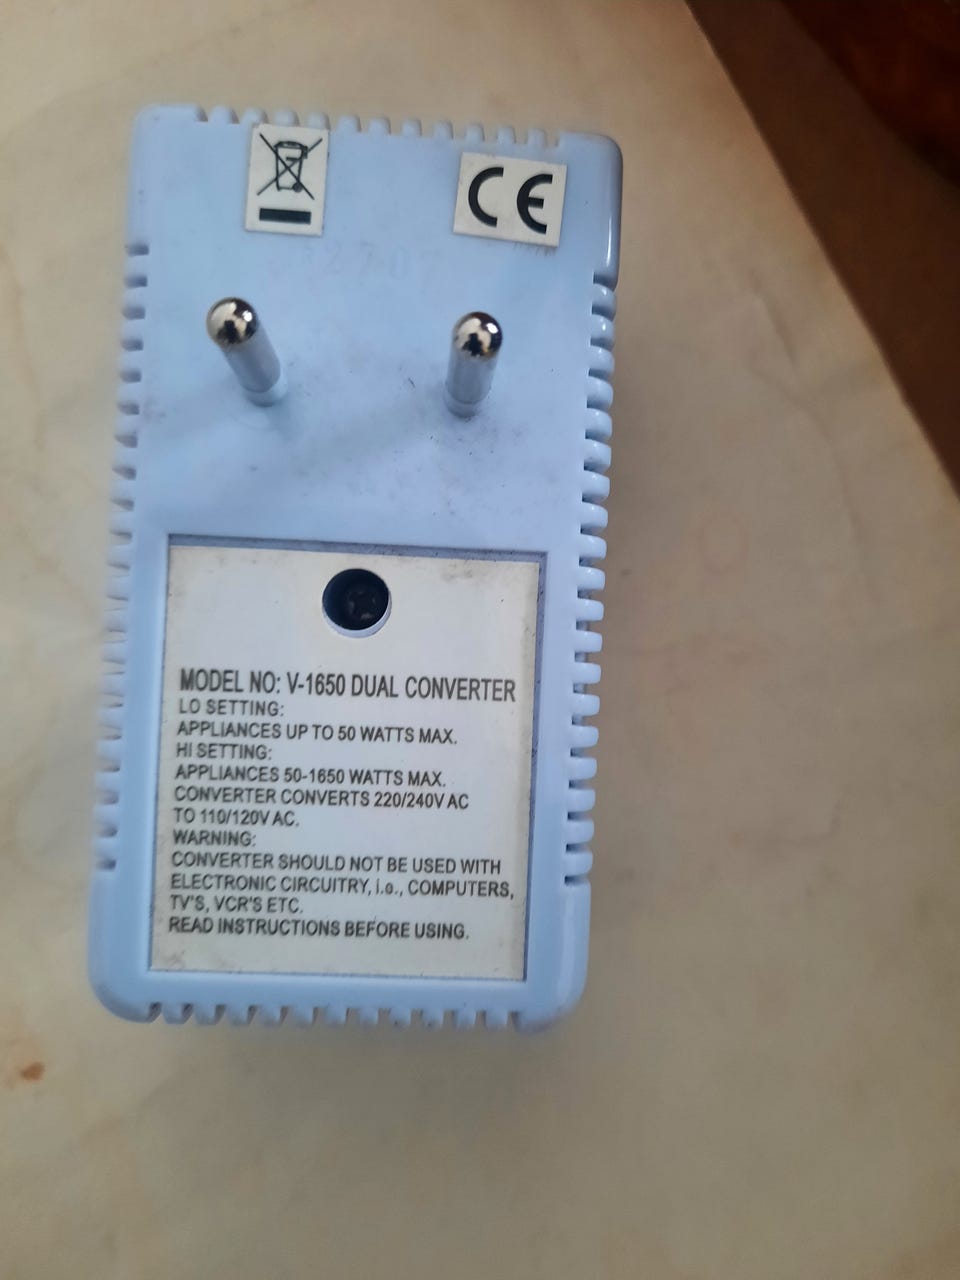 CE
MODEL NO: V-1650 DUAL CONVERTER
LO SETTING:
APPLIANCES UP TO 50 WATTS MAX.
HI SETTING:
APPLIANCES 50-1650 WATTS MAX.
CONVERTER CONVERTS 220/240V AC
TO 110/120V AC.
WARNING:
CONVERTER SHOULD NOT BE USED WITH
ELECTRONIC CIRCUITRY, i.e., COMPUTERS,
TV'S, VCR'S ETC.
READ INSTRUCTIONS BEFORE USING.